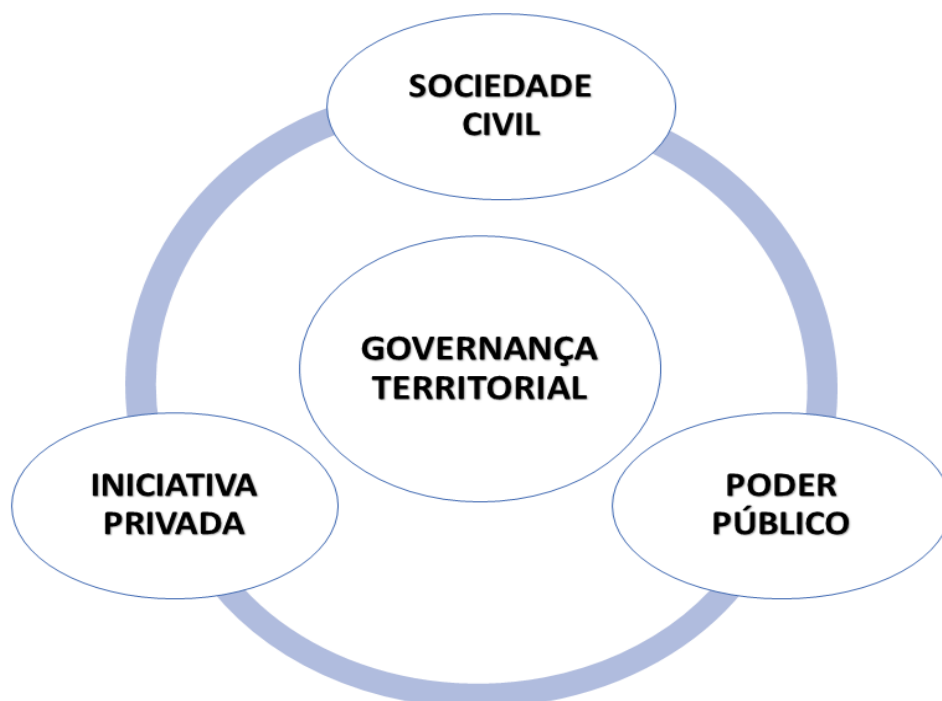 SOCIEDADE
CIVIL
GOVERNANÇA
TERRITORIAL
INICIATIVA
PRIVADA
PODER
PÚBLICO